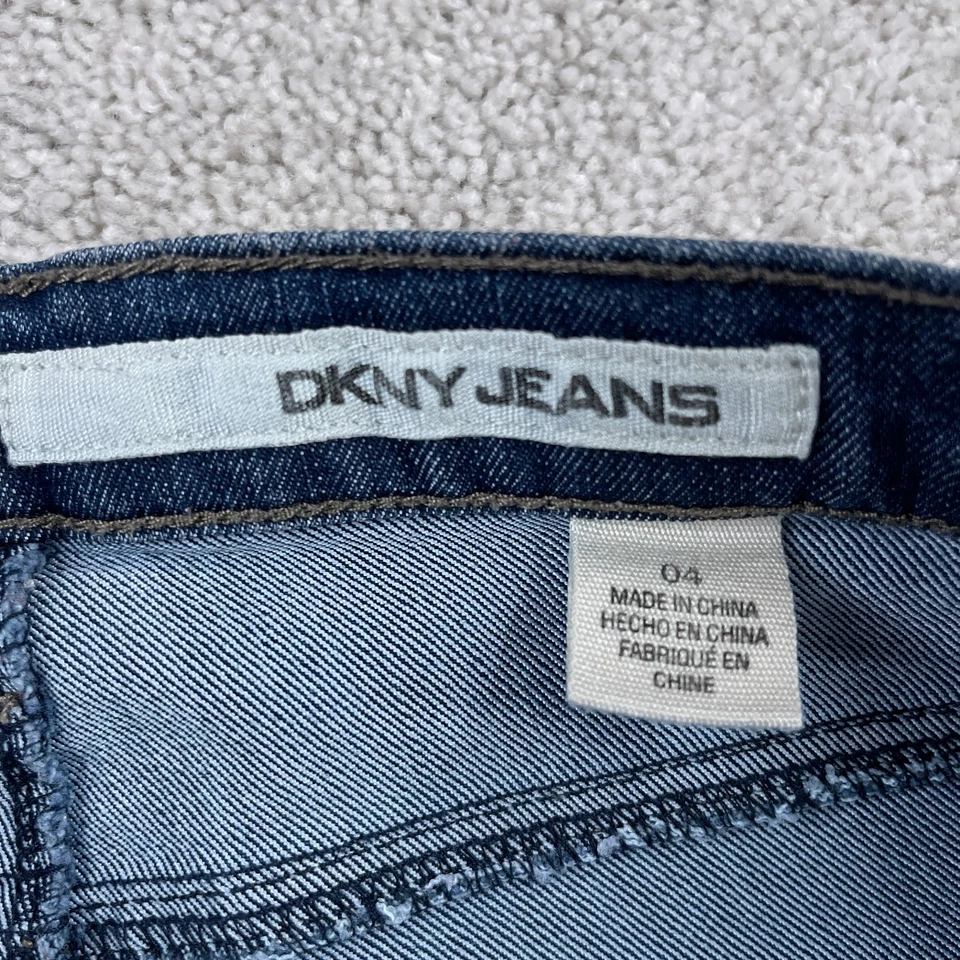 DKNY JEANS
04
MADE IN CHINA
HECHO EN CHINA
FABRIQUÉ EN
CHINE